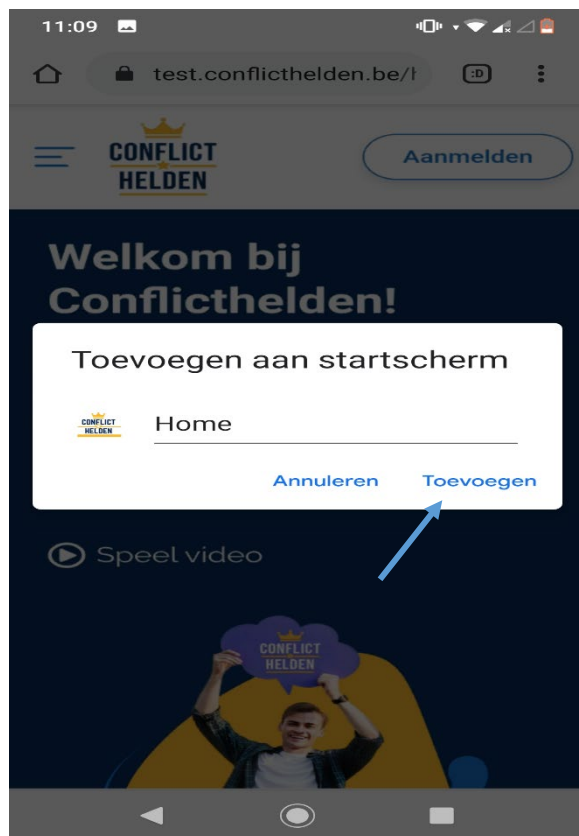 11:09
test.conflicthelden.be/h
:D
CONFLICT
HELDEN
Aanmelden
Welkom bij
Conflicthelden!
Toevoegen aan startscherm
CONFLICT
HELDEN
Home
Annuleren
Toevoegen
Speel video
CONFLICT
HELDEN